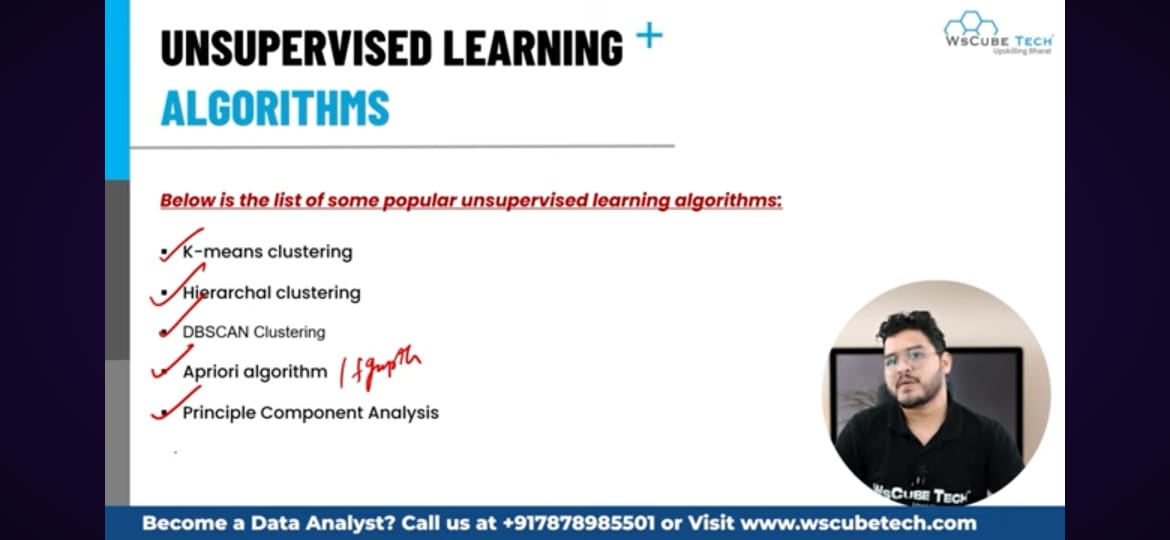 UNSUPERVISED LEARNING +
WSCUBE TECH
Upskilling Bharat
ALGORITHMS
Below is the list of some popular unsupervised learning algorithms:
K-means clustering
Hierarchal clustering
DBSCAN Clustering
Apriori algorithm /
Principle Component Analysis
WSCUBE TECH
Become a Data Analyst? Call us at +917878985501 or Visit www.wscubetech.com